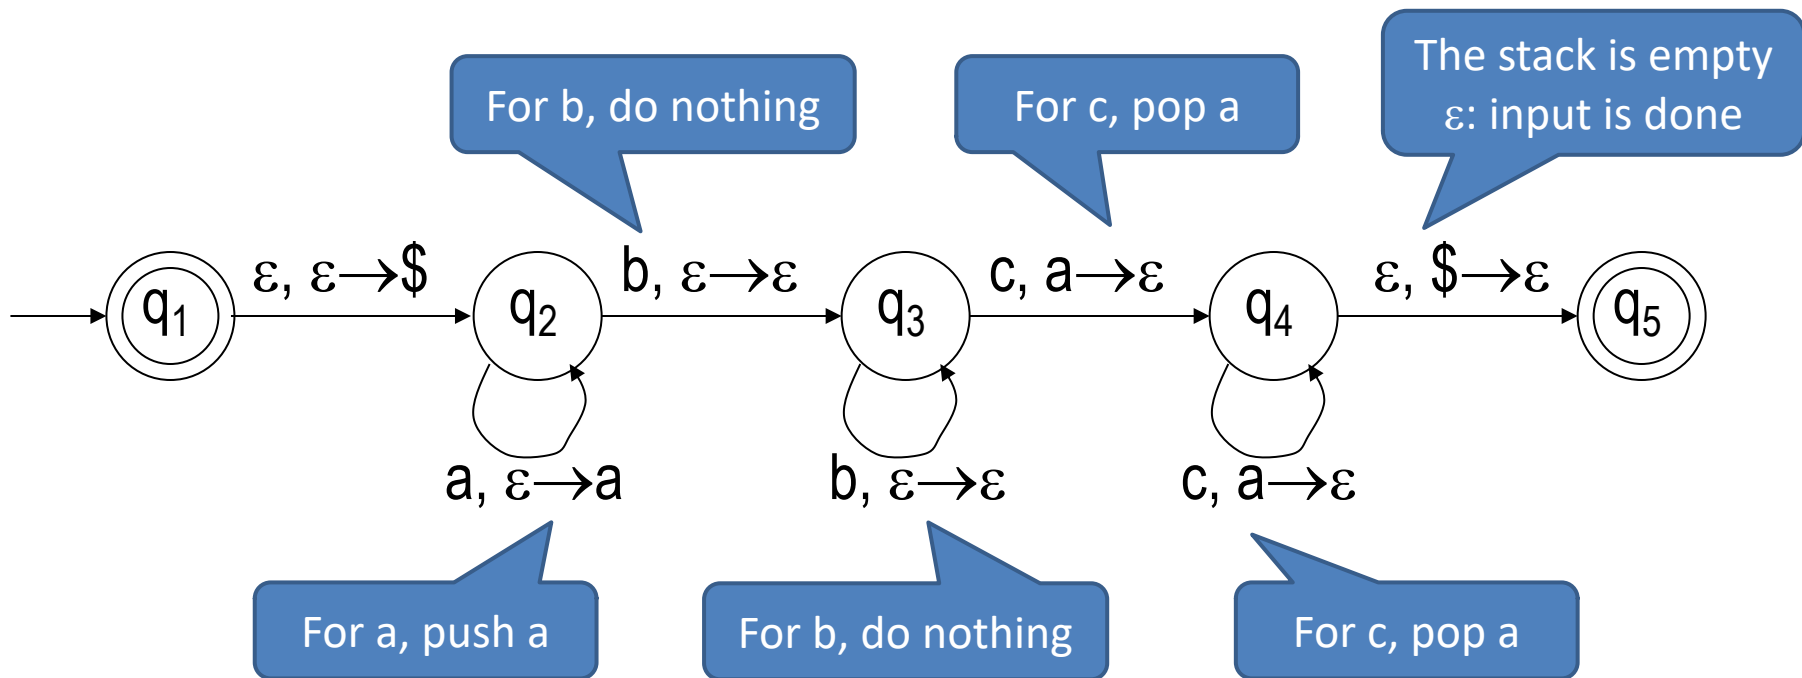 The stack is empty
ε: input is done
For b, do nothing
For c, pop a
ε, ε→$
b, ε→ε
c, a→ε
ε, $→ε
q₁
q₂
q₃
q₄
q₅
a, ε→a
b, ε→ε
c, a→ε
For a, push a
For b, do nothing
For c, pop a